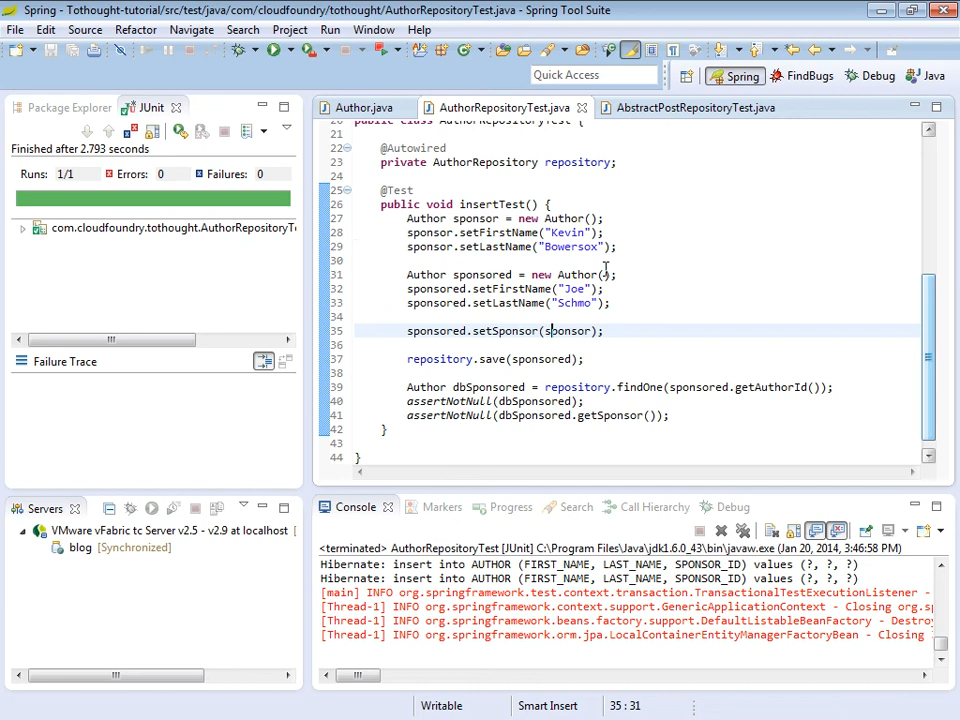 Tothought-tutorial/src/test/java/com/cloudfoundry/tothought/AuthorRepositoryTest.java - Spring Tool Suite
File Edit Source Refactor Navigate Search Project Run Window Help
Quick Access
Spring FindBugs Debug Java
Package Explorer JUnit
Author.java AuthorRepositoryTest.java AbstractPostRepositoryTest.java
Finished after 2.793 seconds
Runs: 1/1 Errors: 0 Failures: 0
com.cloudfoundry.tothought.AuthorRepositoryT
Failure Trace
20 public class AuthorRepositoryTest {
21
22 @Autowired
23 private AuthorRepository repository;
24
25 @Test
26 public void insertTest() {
27 Author sponsor = new Author();
28 sponsor.setFirstName("Kevin");
29 sponsor.setLastName("Bowersox");
30
31 Author sponsored = new Author();
32 sponsored.setFirstName("Joe");
33 sponsored.setLastName("Schmo");
34
35 sponsored.setSponsor(sponsor);
36
37 repository.save(sponsored);
38
39 Author dbSponsored = repository.findOne(sponsored.getAuthorId());
40 assertNotNull(dbSponsored);
41 assertNotNull(dbSponsored.getSponsor());
42 }
43
44 }
Servers
VMware vFabric tc Server v2.5 - v2.9 at localhost
blog [Synchronized]
Console Markers Progress Search Call Hierarchy Debug
<terminated> AuthorRepositoryTest [JUnit] C:\Program Files\Java\jdk1.6.0_43\bin\javaw.exe (Jan 20, 2014, 3:46:58 PM)
Hibernate: insert into AUTHOR (FIRST_NAME, LAST_NAME, SPONSOR_ID) values (?, ?, ?)
Hibernate: insert into AUTHOR (FIRST_NAME, LAST_NAME, SPONSOR_ID) values (?, ?, ?)
[main] INFO org.springframework.test.context.transaction.TransactionalTestExecutionListener -
[Thread-1] INFO org.springframework.context.support.GenericApplicationContext - Closing org.sp
[Thread-1] INFO org.springframework.beans.factory.support.DefaultListableBeanFactory - Destroy
[Thread-1] INFO org.springframework.orm.jpa.LocalContainerEntityManagerFactoryBean - Closing
Writable Smart Insert 35 : 31